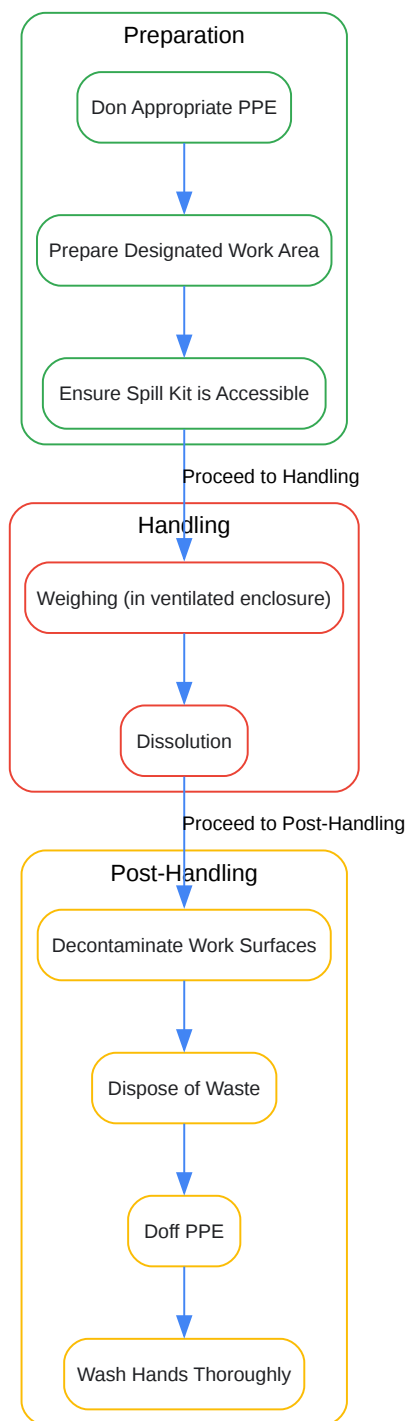 Preparation
Don Appropriate PPE
Prepare Designated Work Area
Ensure Spill Kit is Accessible
Proceed to Handling
Handling
Weighing (in ventilated enclosure)
Dissolution
Proceed to Post-Handling
Post-Handling
Decontaminate Work Surfaces
Dispose of Waste
Doff PPE
Wash Hands Thoroughly